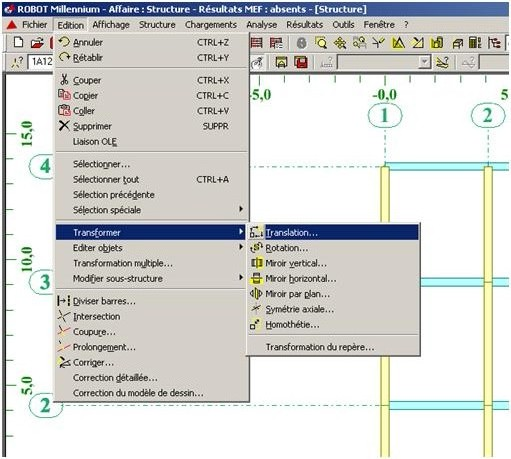 ROBOT Millennium - Affaire : Structure - Résultats MEF : absents - [Structure]
Fichier Edition Affichage Structure Chargements Analyse Résultats Outils Fenêtre ?
Annuler CTRL+Z
Rétablir CTRL+Y
Couper CTRL+X
Copier CTRL+C
Coller CTRL+V
Supprimer SUPPR
Liaison OLE
Sélectionner...
Sélectionner tout CTRL+A
Sélection précédente
Sélection spéciale
Transformer
Editer objets
Transformation multiple...
Modifier sous-structure
Diviser barres...
Intersection
Coupure...
Prolongement...
Corriger...
Correction détaillée...
Correction du modèle de dessin...
Translation...
Rotation...
Miroir vertical...
Miroir horizontal...
Miroir par plan...
Symétrie axiale...
Homothétie...
Transformation du repère...
1A12
-5,0
-0,0
5
1
2
15,0
4
10,0
3
5,0
2